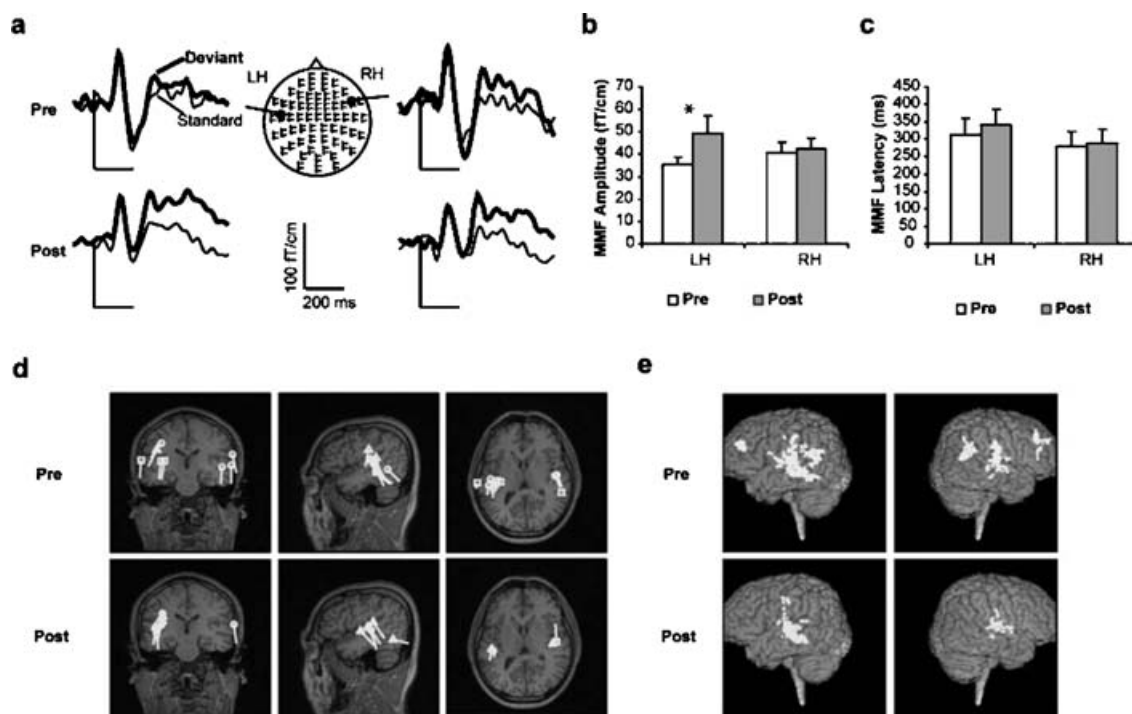 a
Deviant
LH
RH
Pre
Standard
Post
100 fT/cm
200 ms
b
MMF Amplitude (fT/cm)
70
60
50
40
30
20
10
0
*
LH
RH
Pre
Post
c
MMF Latency (ms)
450
400
350
300
250
200
150
100
50
0
LH
RH
Pre
Post
d
Pre
Post
e
Pre
Post